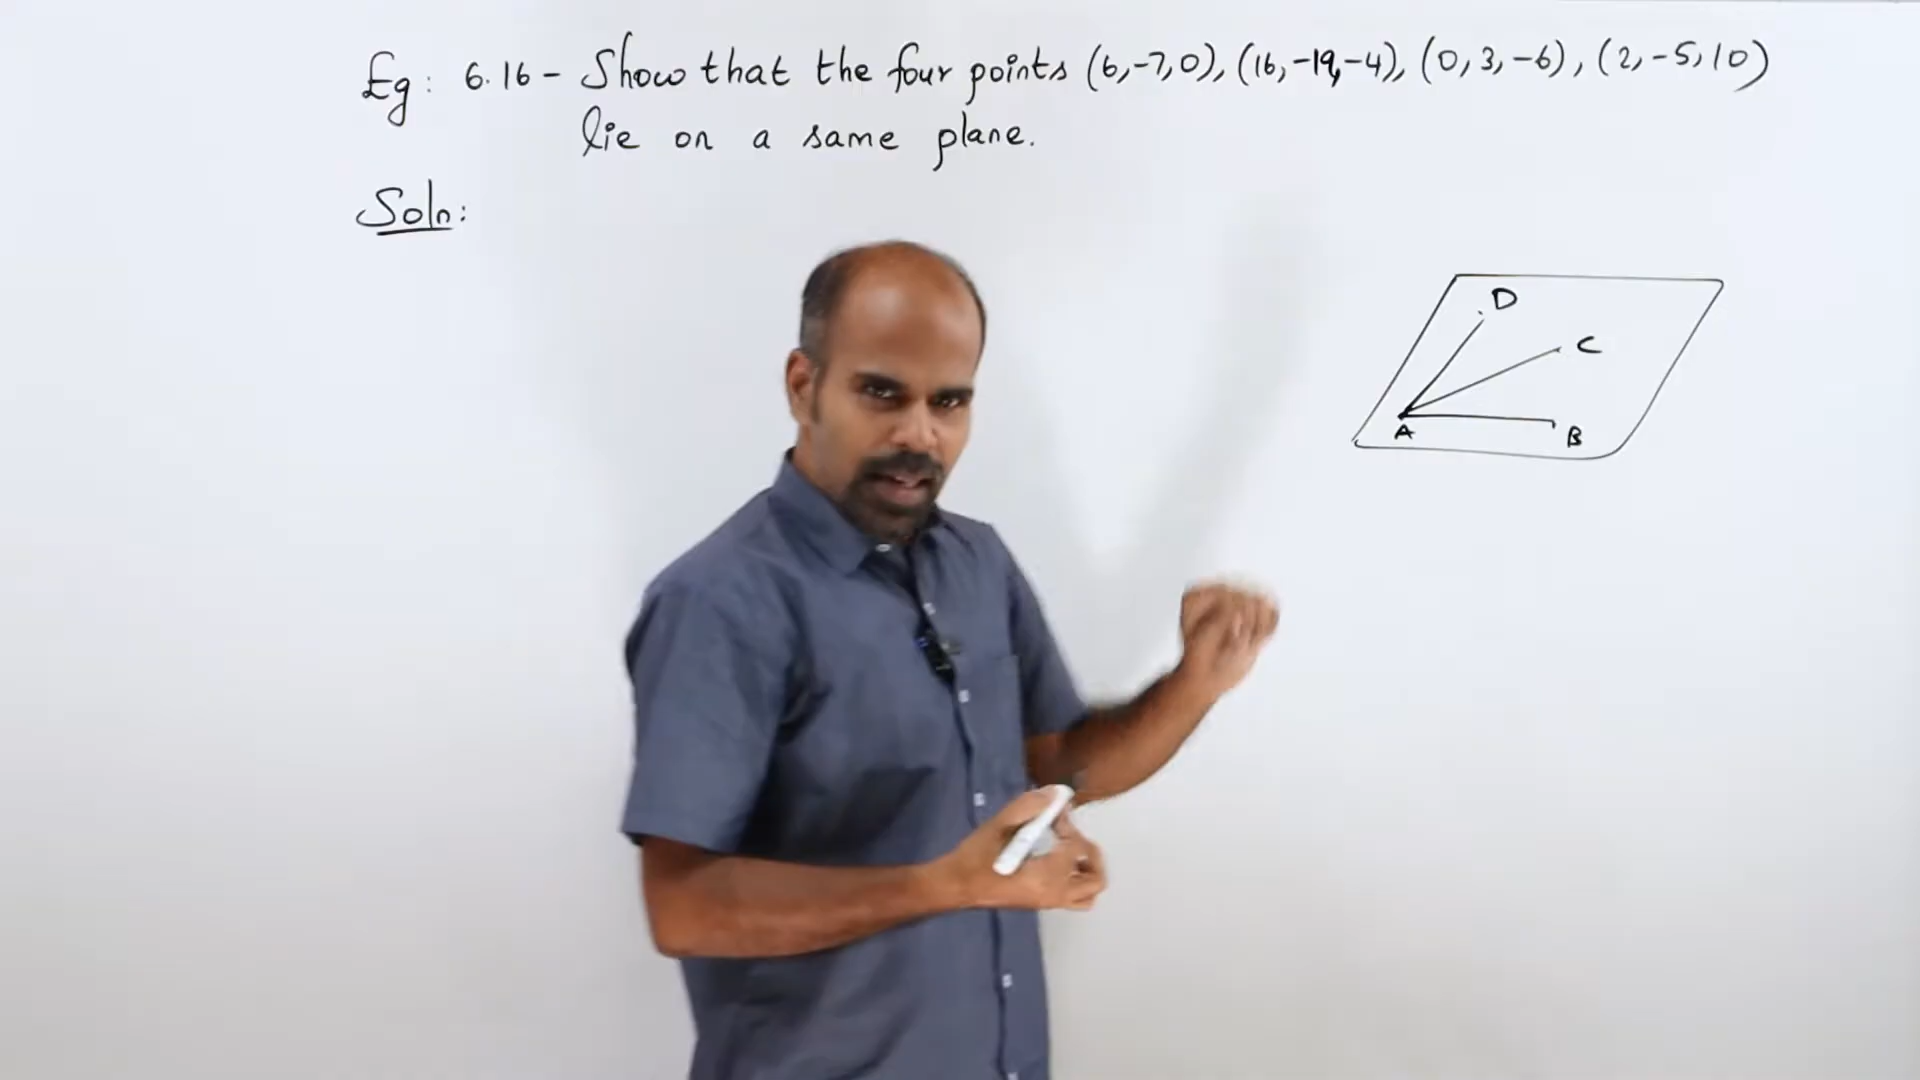 Eg: 6.16 - Show that the four points (6,-7,0), (16,-19,-4), (0,3,-6), (2,-5,10)
lie on a same plane.
Soln:
D
C
A
B